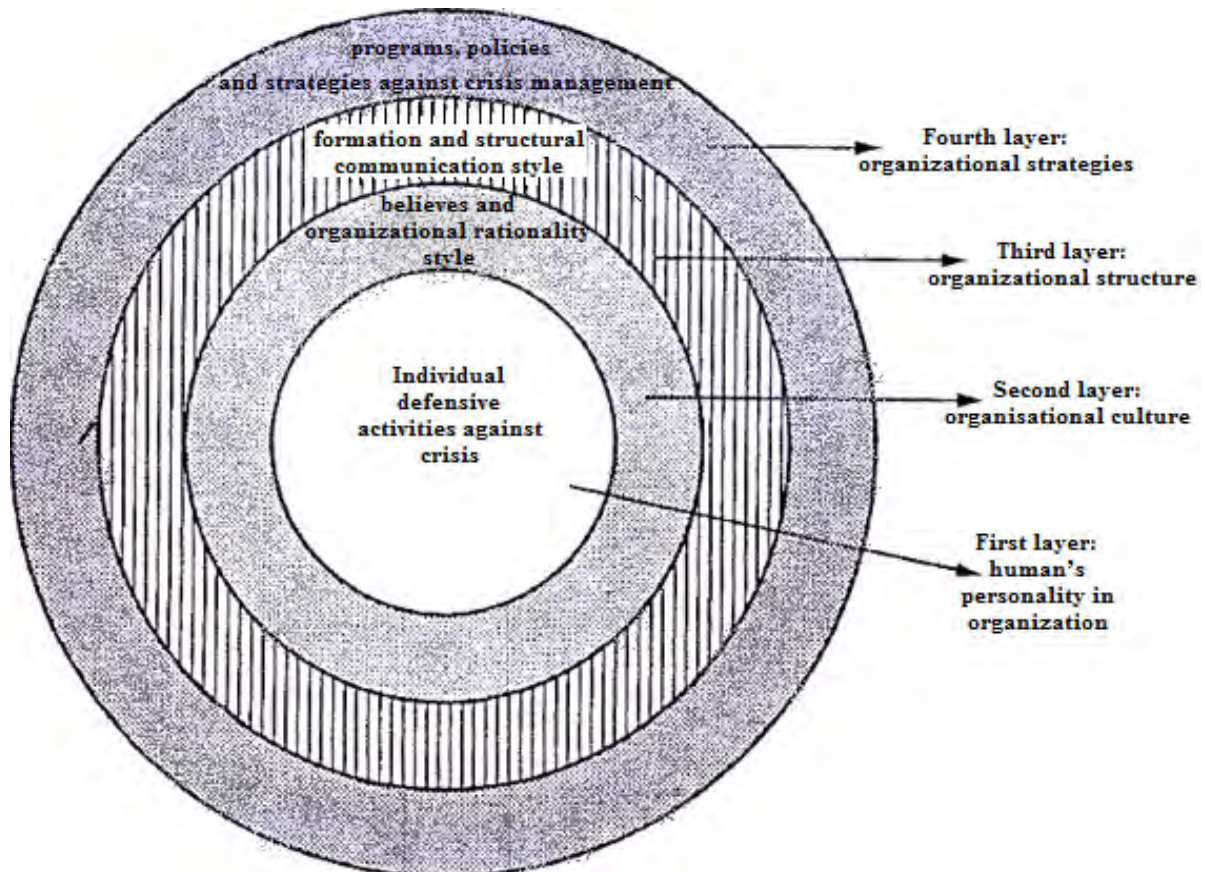 programs, policies
and strategies against crisis management
formation and structural
communication style
believes and
organizational rationality
style
Individual
defensive
activities against
crisis
Fourth layer:
organizational strategies
Third layer:
organizational structure
Second layer:
organisational culture
First layer:
human's
personality in
organization